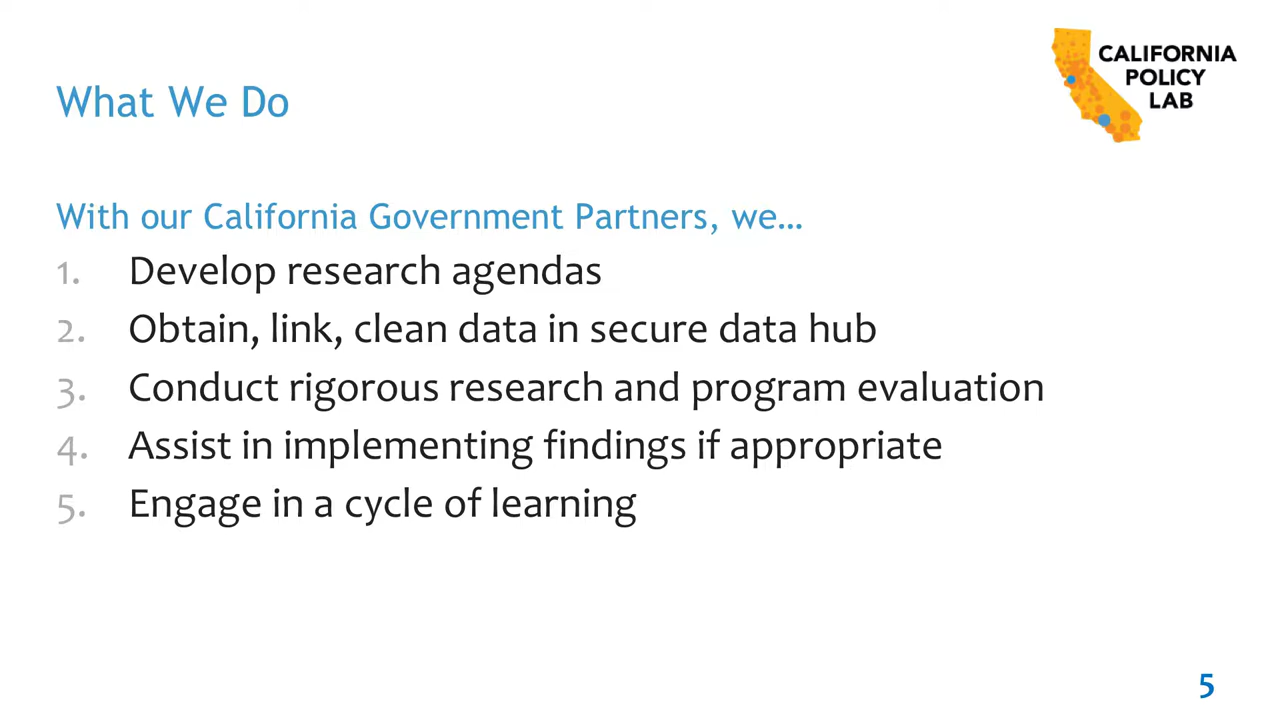 CALIFORNIA
POLICY
LAB
What We Do
With our California Government Partners, we…
1. Develop research agendas
2. Obtain, link, clean data in secure data hub
3. Conduct rigorous research and program evaluation
4. Assist in implementing findings if appropriate
5. Engage in a cycle of learning
5